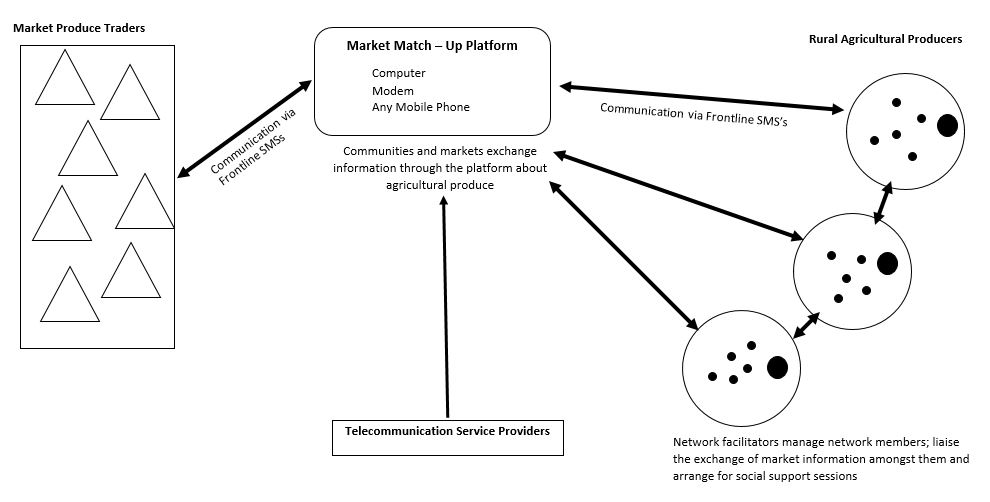 Market Produce Traders
Market Match – Up Platform
Computer
Modem
Any Mobile Phone
Rural Agricultural Producers
Communication via
Frontline SMSs
Communication via Frontline SMS's
Communities and markets exchange
information through the platform about
agricultural produce
Telecommunication Service Providers
Network facilitators manage network members; liaise
the exchange of market information amongst them and
arrange for social support sessions